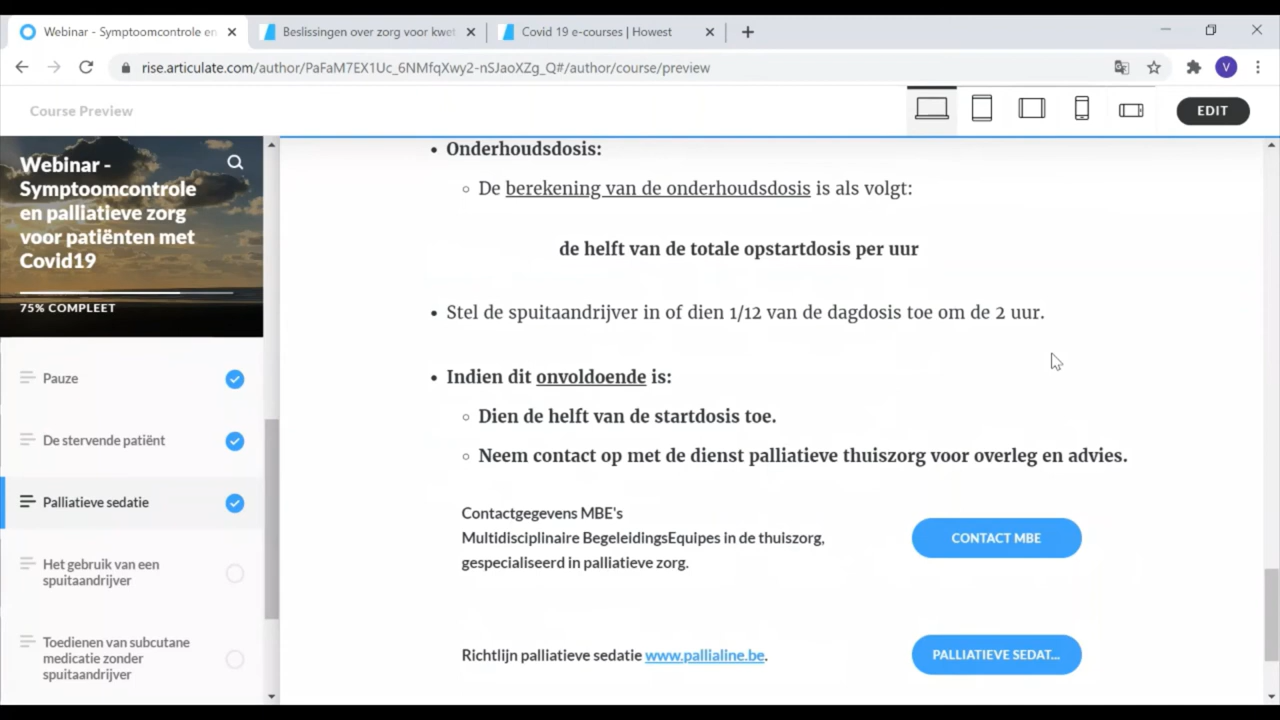 Webinar - Symptoomcontrole en
Beslissingen over zorg voor kwet
Covid 19 e-courses | Howest
rise.articulate.com/author/PaFaM7EX1Uc_6NMfqXwy2-nSJaoXZg_Q#/author/course/preview
V
Course Preview
EDIT
Webinar -
Symptoomcontrole
en palliatieve zorg
voor patiënten met
Covid19
75% COMPLEET
Pauze
De stervende patiënt
Palliatieve sedatie
Het gebruik van een
spuitaandrijver
Toedienen van subcutane
medicatie zonder
spuitaandrijver
• Onderhoudsdosis:
◦ De berekening van de onderhoudsdosis is als volgt:
de helft van de totale opstartdosis per uur
• Stel de spuitaandrijver in of dien 1/12 van de dagdosis toe om de 2 uur.
• Indien dit onvoldoende is:
◦ Dien de helft van de startdosis toe.
◦ Neem contact op met de dienst palliatieve thuiszorg voor overleg en advies.
Contactgegevens MBE's
Multidisciplinaire BegeleidingsEquipes in de thuiszorg,
gespecialiseerd in palliatieve zorg.
CONTACT MBE
Richtlijn palliatieve sedatie www.pallialine.be.
PALLIATIEVE SEDAT...